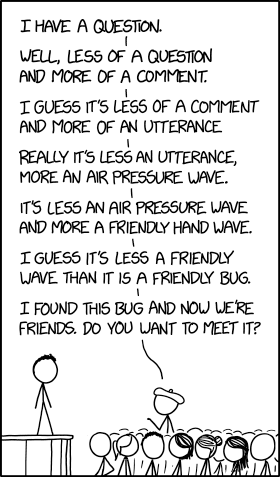 I HAVE A QUESTION.
WELL, LESS OF A QUESTION
AND MORE OF A COMMENT.
I GUESS IT'S LESS OF A COMMENT
AND MORE OF AN UTTERANCE
REALLY IT'S LESS AN UTTERANCE,
MORE AN AIR PRESSURE WAVE.
IT'S LESS AN AIR PRESSURE WAVE
AND MORE A FRIENDLY HAND WAVE.
I GUESS IT'S LESS A FRIENDLY
WAVE THAN IT IS A FRIENDLY BUG.
I FOUND THIS BUG AND NOW WE'RE
FRIENDS. DO YOU WANT TO MEET IT?